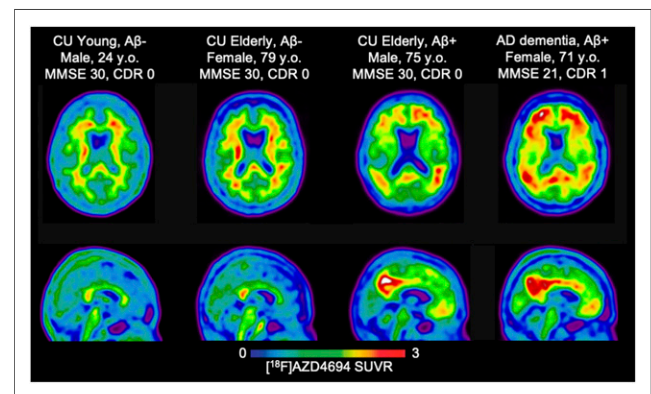 CU Young, Aβ-
Male, 24 y.o.
MMSE 30, CDR 0
CU Elderly, Aβ-
Female, 79 y.o.
MMSE 30, CDR 0
CU Elderly, Aβ+
Male, 75 y.o.
MMSE 30, CDR 0
AD dementia, Aβ+
Female, 71 y.o.
MMSE 21, CDR 1
0 3
[¹⁸F]AZD4694 SUVR